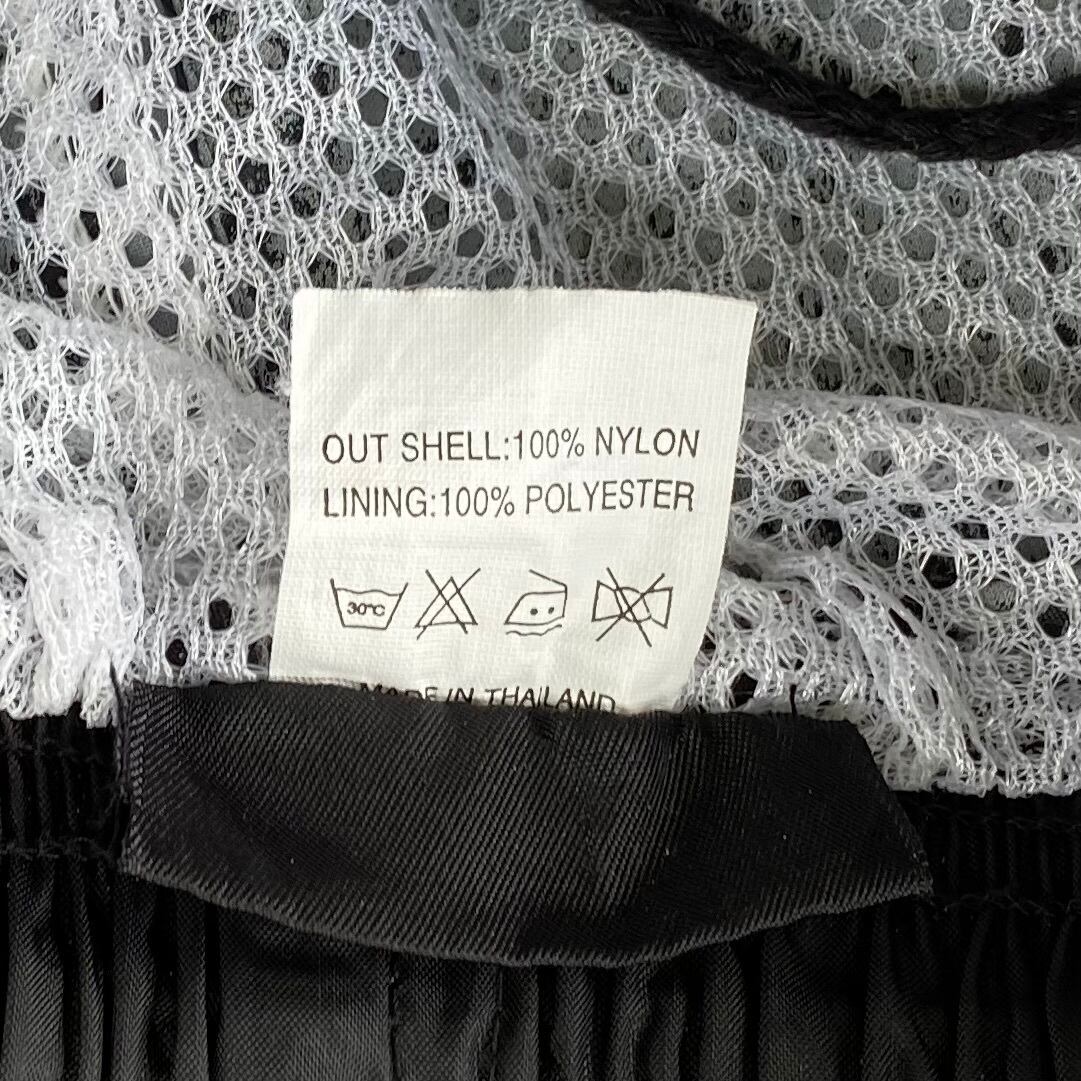 OUT SHELL:100% NYLON
LINING:100% POLYESTER
30°C
MADE IN THAILAND